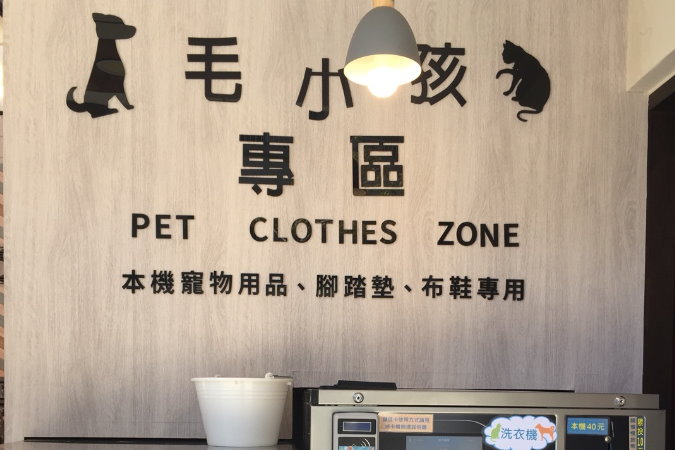 毛小孩
專區
PET CLOTHES ZONE
本機寵物用品、腳踏墊、布鞋專用
洗衣機
本機40元